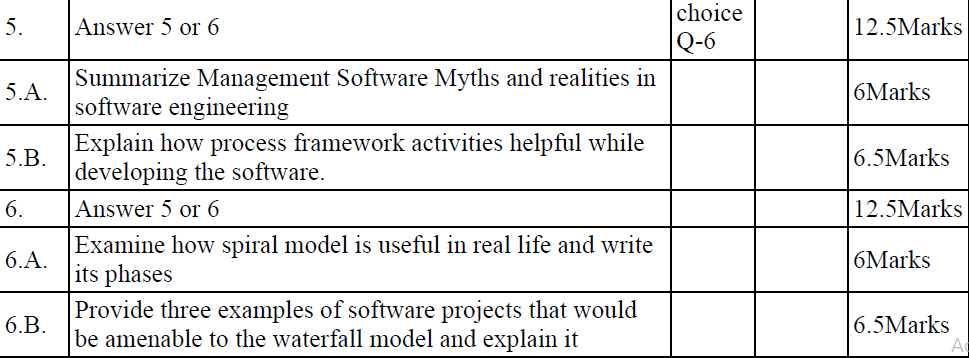 5. Answer 5 or 6 choice Q-6 12.5Marks
5.A. Summarize Management Software Myths and realities in
software engineering 6Marks
5.B. Explain how process framework activities helpful while
developing the software. 6.5Marks
6. Answer 5 or 6 12.5Marks
6.A. Examine how spiral model is useful in real life and write
its phases 6Marks
6.B. Provide three examples of software projects that would
be amenable to the waterfall model and explain it 6.5Marks